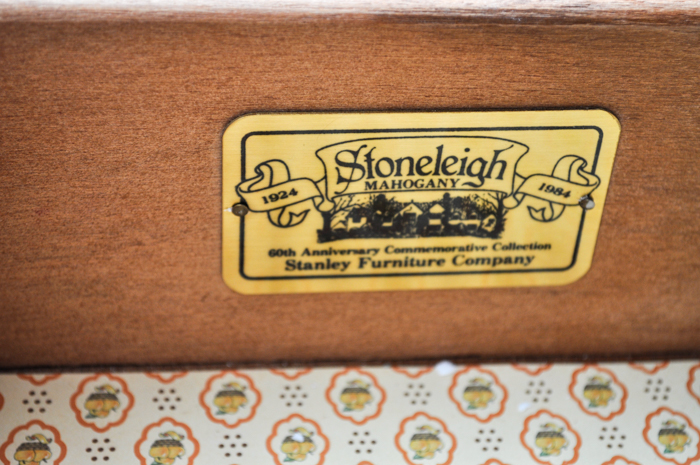 Stoneleigh
MAHOGANY
1924
1984
60th Anniversary Commemorative Collection
Stanley Furniture Company